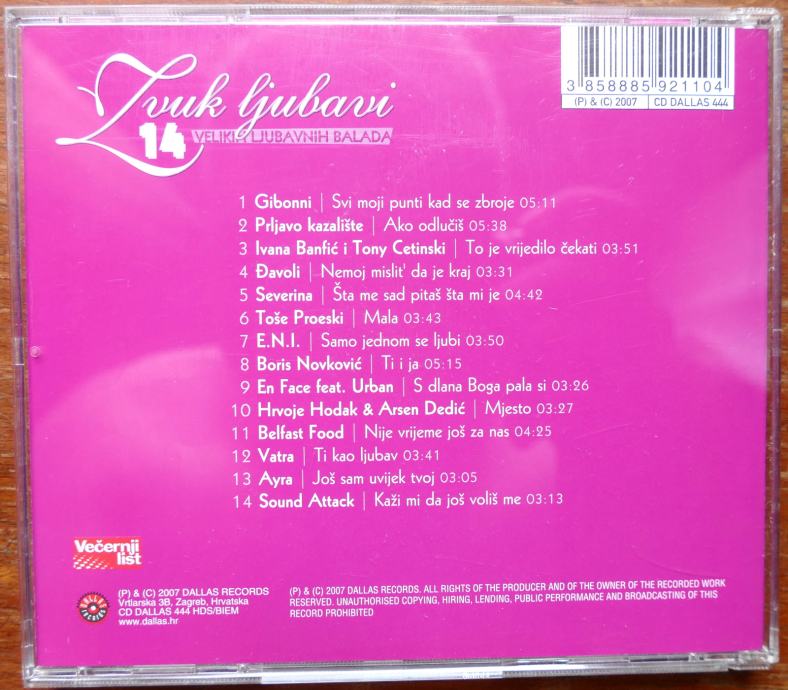 Zvuk ljubavi
14 VELIKIH LJUBAVNIH BALADA
3 858885 921104
(P) & (C) 2007 CD DALLAS 444
1 Gibonni | Svi moji punti kad se zbroje 05:11
2 Prljavo kazalište | Ako odlučiš 05:38
3 Ivana Banfić i Tony Cetinski | To je vrijedilo čekati 03:51
4 Đavoli | Nemoj mislit' da je kraj 03:31
5 Severina | Šta me sad pitaš šta mi je 04:42
6 Toše Proeski | Mala 03:43
7 E.N.I. | Samo jednom se ljubi 03:50
8 Boris Novković | Ti i ja 05:15
9 En Face feat. Urban | S dlana Boga pala si 03:26
10 Hrvoje Hodak & Arsen Dedić | Mjesto 03:27
11 Belfast Food | Nije vrijeme još za nas 04:25
12 Vatra | Ti kao ljubav 03:41
13 Ayra | Još sam uvijek tvoj 03:05
14 Sound Attack | Kaži mi da još voliš me 03:13
Večernji
list
DALLAS
RECORDS
(P) & (C) 2007 DALLAS RECORDS
Vrtlarska 3B, Zagreb, Hrvatska
CD DALLAS 444 HDS/BIEM
www.dallas.hr
(P) & (C) 2007 DALLAS RECORDS. ALL RIGHTS OF THE PRODUCER AND OF THE OWNER OF THE RECORDED WORK
RESERVED. UNAUTHORISED COPYING, HIRING, LENDING, PUBLIC PERFORMANCE AND BROADCASTING OF THIS
RECORD PROHIBITED